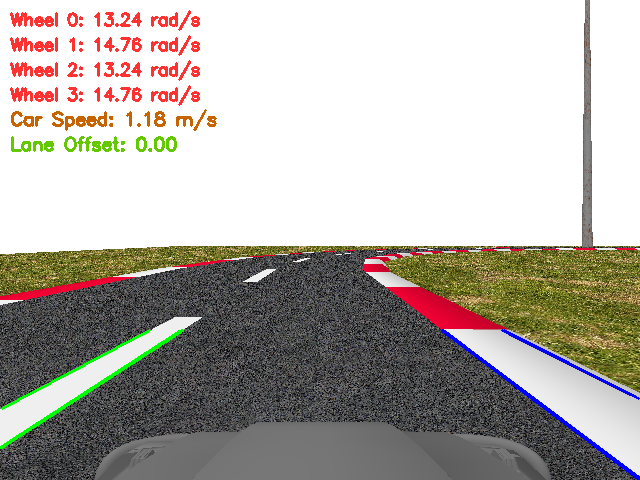 Wheel 0: 13.24 rad/s
Wheel 1: 14.76 rad/s
Wheel 2: 13.24 rad/s
Wheel 3: 14.76 rad/s
Car Speed: 1.18 m/s
Lane Offset: 0.00